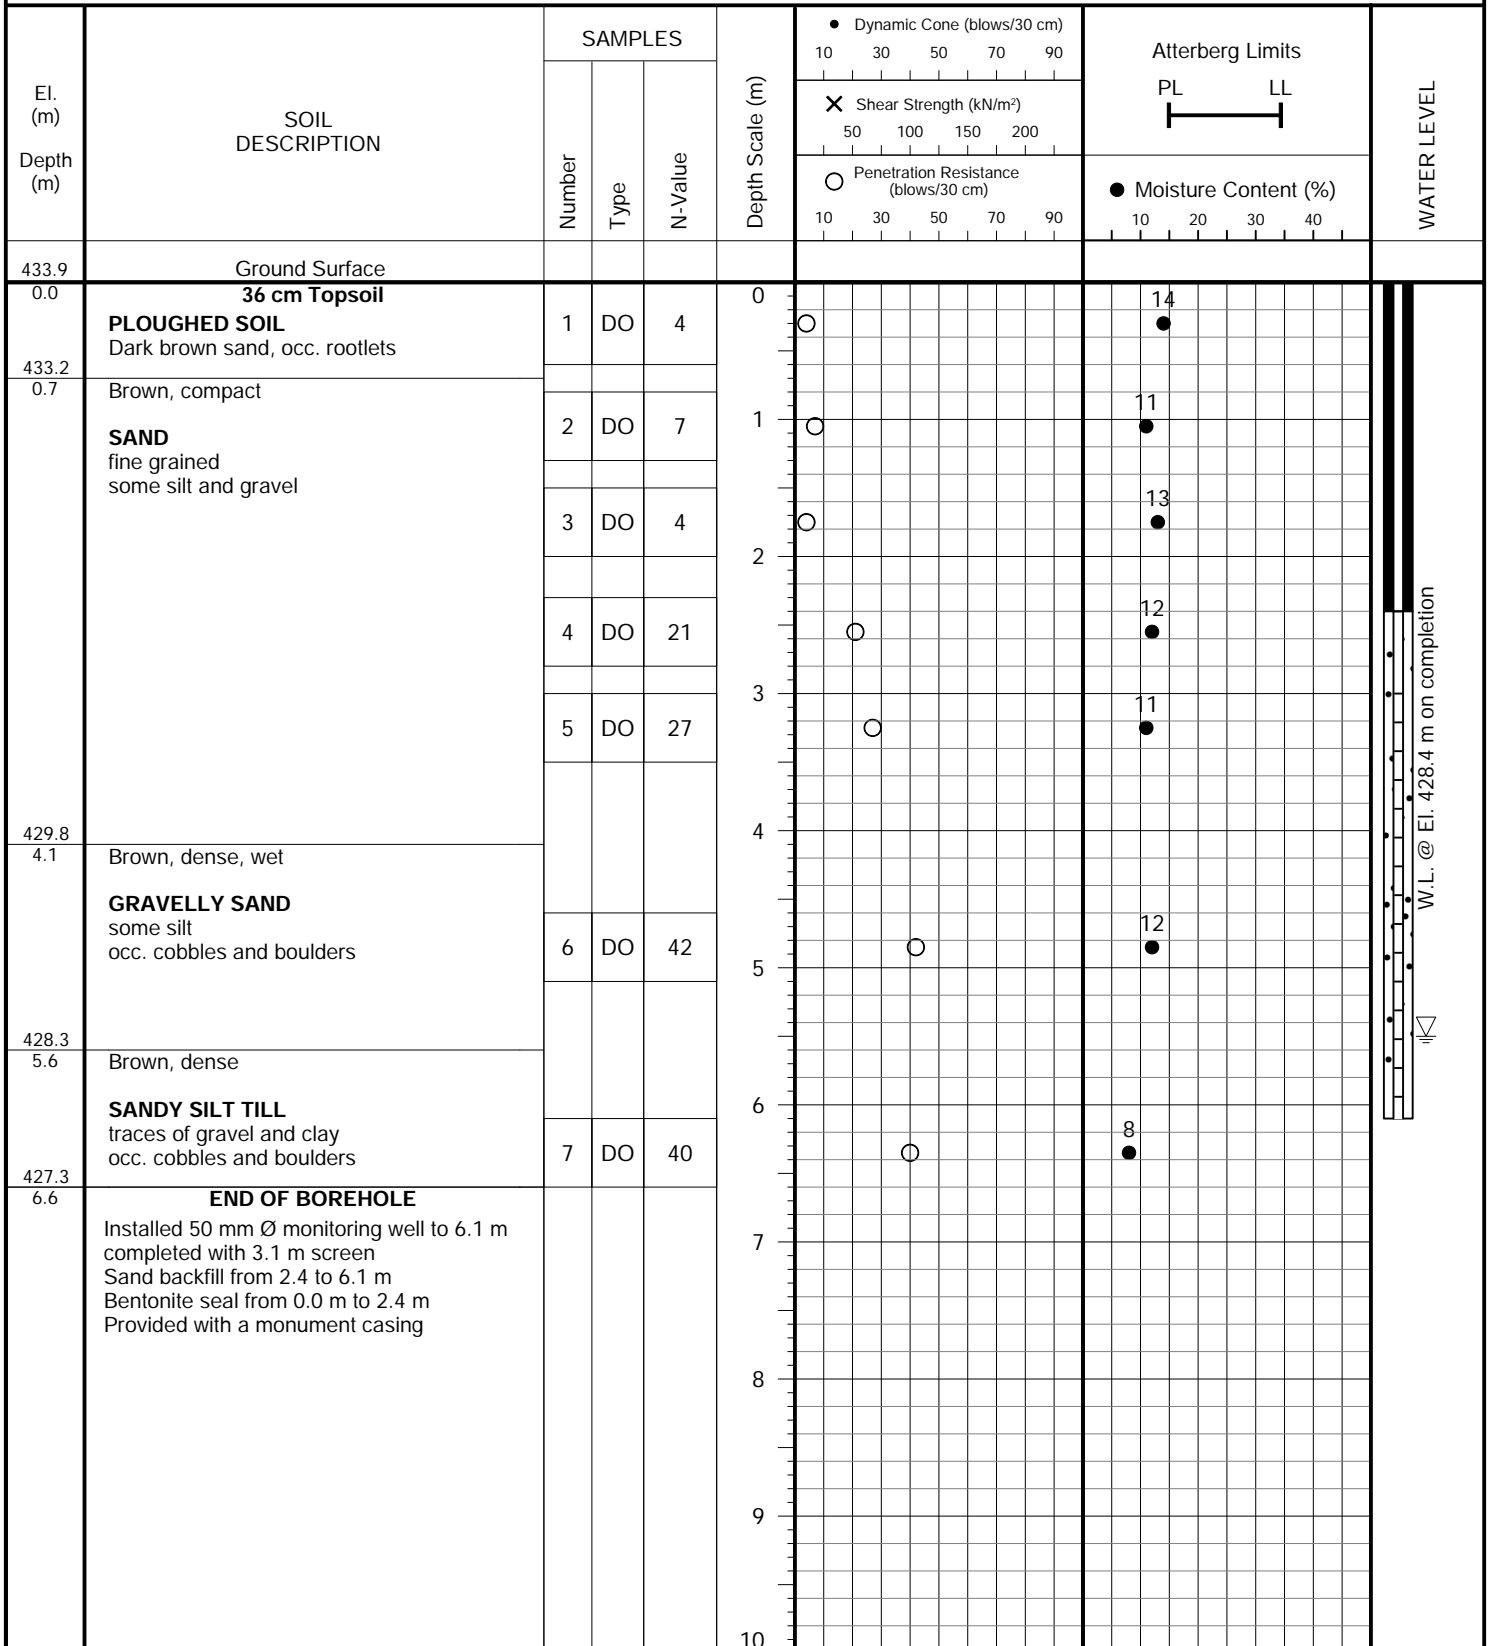 El.
(m)
Depth
(m)
SOIL
DESCRIPTION
SAMPLES
Number
Type
N-Value
Depth Scale (m)
● Dynamic Cone (blows/30 cm)
10 30 50 70 90
✕ Shear Strength (kN/m²)
50 100 150 200
○ Penetration Resistance
(blows/30 cm)
10 30 50 70 90
Atterberg Limits
PL LL
● Moisture Content (%)
10 20 30 40
WATER LEVEL
433.9 Ground Surface
0.0 36 cm Topsoil 0
PLOUGHED SOIL 1 DO 4 14
Dark brown sand, occ. rootlets
433.2
0.7 Brown, compact
1 11
2 DO 7
SAND
fine grained
some silt and gravel
13
3 DO 4
2
12
4 DO 21
3
11
5 DO 27
W.L. @ El. 428.4 m on completion
429.8 4
4.1 Brown, dense, wet
GRAVELLY SAND
some silt 12
occ. cobbles and boulders 6 DO 42
5
428.3
5.6 Brown, dense
SANDY SILT TILL 6
traces of gravel and clay 8
occ. cobbles and boulders 7 DO 40
427.3
6.6 END OF BOREHOLE
Installed 50 mm Ø monitoring well to 6.1 m 7
completed with 3.1 m screen
Sand backfill from 2.4 to 6.1 m
Bentonite seal from 0.0 m to 2.4 m
Provided with a monument casing
8
9
10